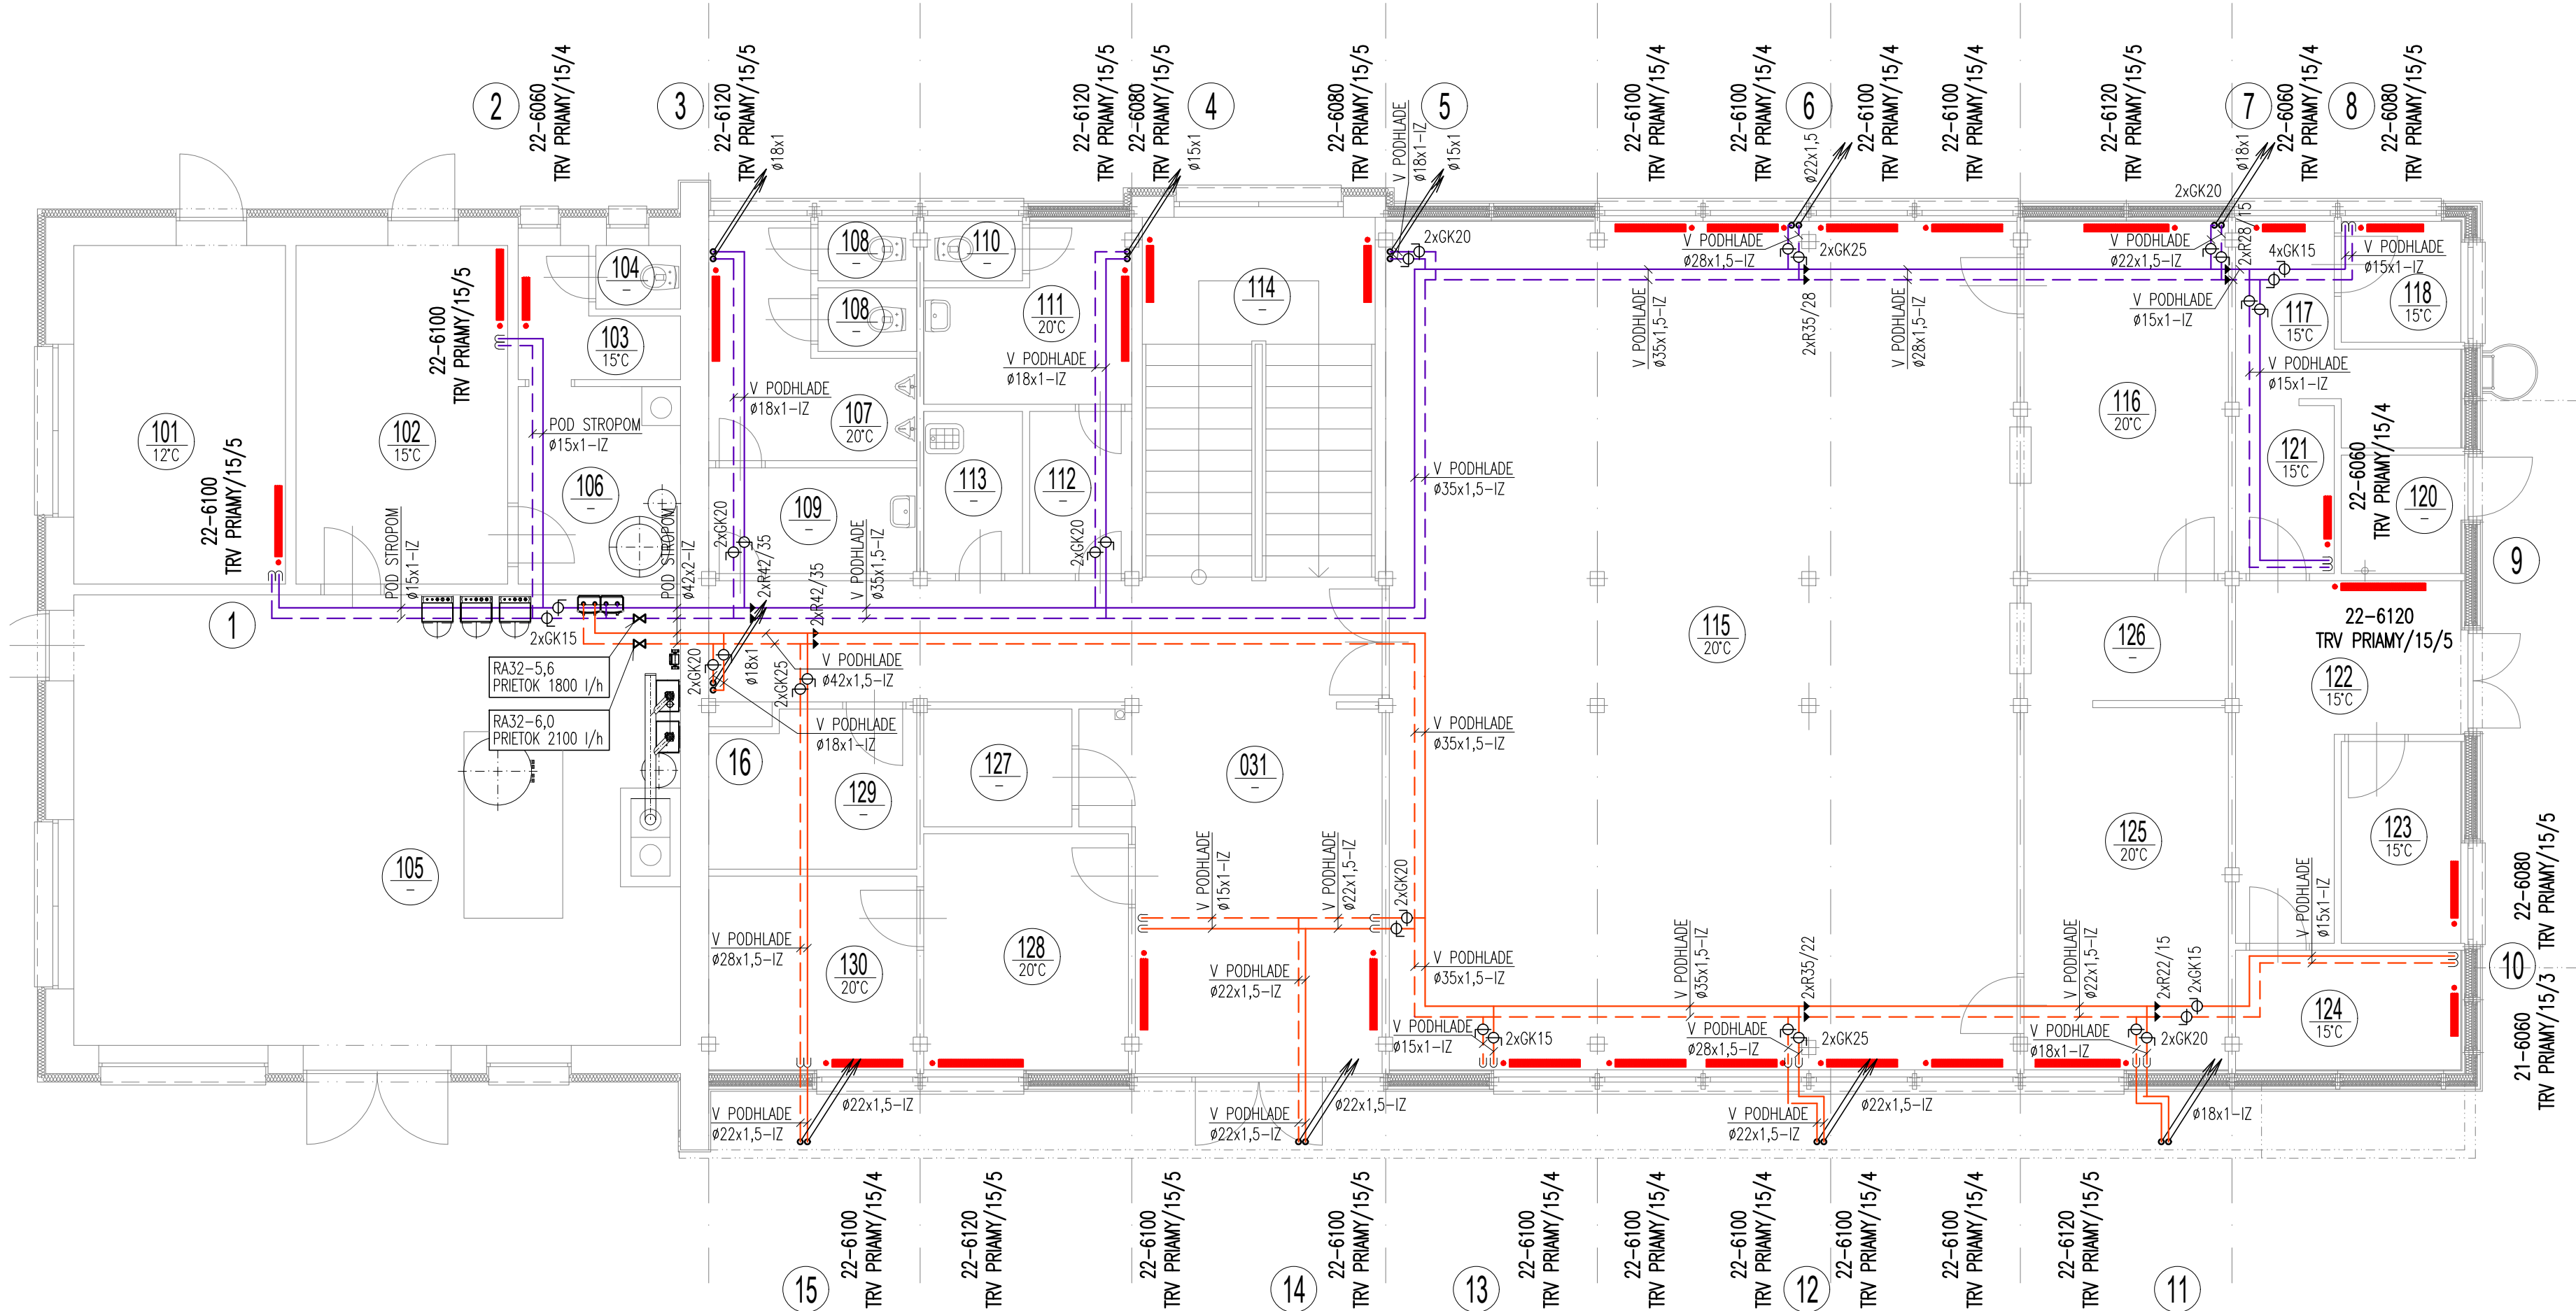 2
22-6060
TRV PRIAMY/15/4
3
22-6120
TRV PRIAMY/15/5
ø18x1
22-6120
TRV PRIAMY/15/5
22-6080
TRV PRIAMY/15/5
ø15x1
4
22-6080
TRV PRIAMY/15/5
V PODHLADE
ø18x1-IZ
ø15x1
5
22-6100
TRV PRIAMY/15/4
22-6100
TRV PRIAMY/15/4
6
ø22x1,5
22-6100
TRV PRIAMY/15/4
22-6100
TRV PRIAMY/15/4
22-6120
TRV PRIAMY/15/5
7
ø18x1
22-6060
TRV PRIAMY/15/4
8
22-6080
TRV PRIAMY/15/5
2xGK20
2xGK20
V PODHLADE
ø28x1,5-IZ
2xGK25
V PODHLADE
ø22x1,5-IZ
2xR28/15
4xGK15
V PODHLADE
ø15x1-IZ
104
–
108
–
110
–
22-6100
TRV PRIAMY/15/5
103
15°C
108
–
111
20°C
114
–
V PODHLADE
ø35x1,5-IZ
2xR35/28
V PODHLADE
ø28x1,5-IZ
V PODHLADE
ø15x1-IZ
117
15°C
118
15°C
V PODHLADE
ø18x1-IZ
V PODHLADE
ø15x1-IZ
101
12°C
102
15°C
POD STROPOM
ø15x1-IZ
V PODHLADE
ø18x1-IZ
107
20°C
116
20°C
22-6100
TRV PRIAMY/15/5
106
–
109
–
113
–
112
–
V PODHLADE
ø35x1,5-IZ
121
15°C
22-6060
TRV PRIAMY/15/4
120
–
POD STROPOM
ø15x1-IZ
POD STROPOM
ø42x2-IZ
2xGK20
2xR42/35
2xR42/35
V PODHLADE
ø35x1,5-IZ
2xGK20
9
1
2xGK15
115
20°C
126
–
22-6120
TRV PRIAMY/15/5
RA32-5,6
PRIETOK 1800 l/h
2xGK20
ø18x1
2xGK25
V PODHLADE
ø42x1,5-IZ
122
15°C
RA32-6,0
PRIETOK 2100 l/h
V PODHLADE
ø18x1-IZ
V PODHLADE
ø35x1,5-IZ
16
129
–
127
–
031
–
105
–
V PODHLADE
ø15x1-IZ
V PODHLADE
ø22x1,5-IZ
2xGK20
125
20°C
123
15°C
22-6080
TRV PRIAMY/15/5
V PODHLADE
ø28x1,5-IZ
130
20°C
128
20°C
V PODHLADE
ø22x1,5-IZ
V PODHLADE
ø35x1,5-IZ
V PODHLADE
ø35x1,5-IZ
2xR35/22
V PODHLADE
ø22x1,5-IZ
2xR22/15
2xGK15
V PODHLADE
ø15x1-IZ
10
V PODHLADE
ø15x1-IZ
2xGK15
V PODHLADE
ø28x1,5-IZ
2xGK25
V PODHLADE
ø18x1-IZ
2xGK20
124
15°C
21-6060
TRV PRIAMY/15/3
V PODHLADE
ø22x1,5-IZ
ø22x1,5-IZ
V PODHLADE
ø22x1,5-IZ
ø22x1,5-IZ
V PODHLADE
ø22x1,5-IZ
ø22x1,5-IZ
ø18x1-IZ
15
22-6100
TRV PRIAMY/15/4
22-6120
TRV PRIAMY/15/5
22-6100
TRV PRIAMY/15/5
14
22-6100
TRV PRIAMY/15/5
13
22-6100
TRV PRIAMY/15/4
22-6100
TRV PRIAMY/15/4
22-6100
TRV PRIAMY/15/4
12
22-6100
TRV PRIAMY/15/4
22-6100
TRV PRIAMY/15/4
22-6120
TRV PRIAMY/15/5
11